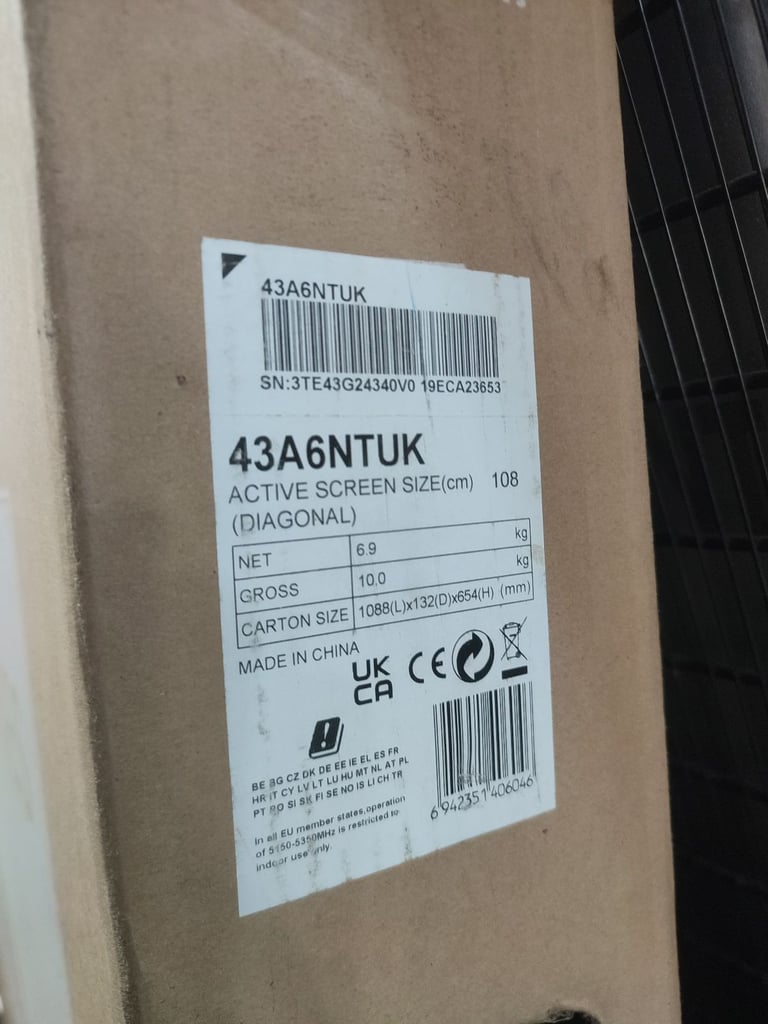 43A6NTUK
SN:3TE43G24340V0 19ECA23653
43A6NTUK
ACTIVE SCREEN SIZE(cm) 108
(DIAGONAL)
NET 6.9 kg
GROSS 10.0 kg
CARTON SIZE 1088(L)x132(D)x654(H) (mm)
MADE IN CHINA
UK
CA
CE
BE BG CZ DK DE EE IE EL ES FR
HR IT CY LV LT LU HU MT NL AT PL
PT RO SI SK FI SE NO IS LI CH TR
6 942351 406046
In all EU member states,operation
of 5150-5350MHz is restricted to
indoor use only.